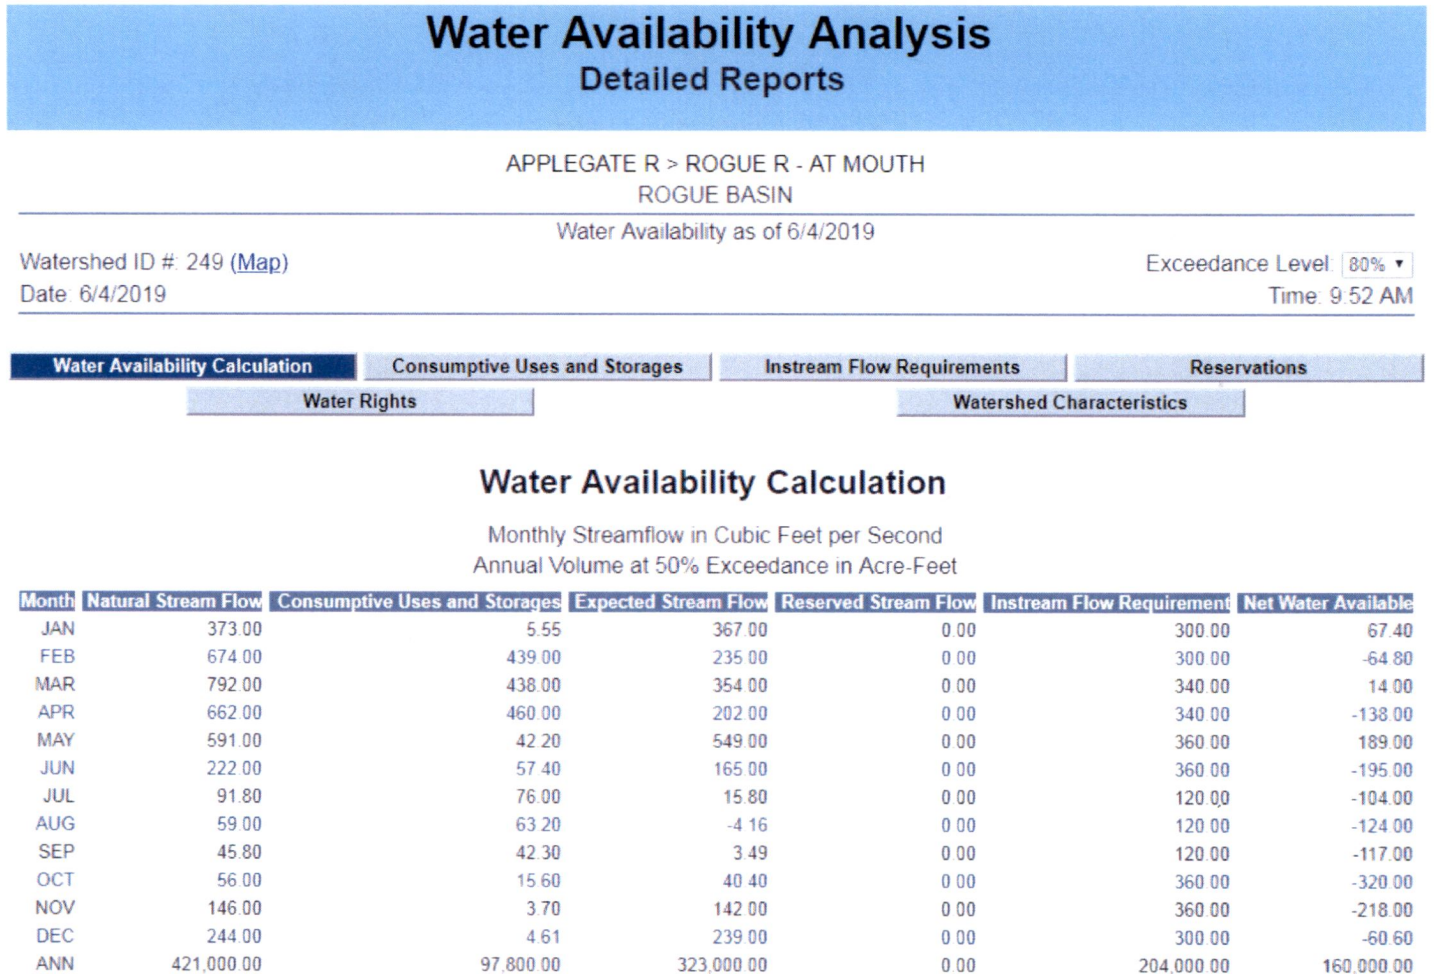 Water Availability Analysis
Detailed Reports
APPLEGATE R > ROGUE R - AT MOUTH
ROGUE BASIN
Water Availability as of 6/4/2019
Watershed ID #: 249 (Map) Exceedance Level: 80% ▼
Date: 6/4/2019 Time: 9:52 AM
Water Availability Calculation Consumptive Uses and Storages Instream Flow Requirements Reservations
Water Rights Watershed Characteristics
Water Availability Calculation
Monthly Streamflow in Cubic Feet per Second
Annual Volume at 50% Exceedance in Acre-Feet
Month Natural Stream Flow Consumptive Uses and Storages Expected Stream Flow Reserved Stream Flow Instream Flow Requirement Net Water Available
JAN 373.00 5.55 367.00 0.00 300.00 67.40
FEB 674.00 439.00 235.00 0.00 300.00 -64.80
MAR 792.00 438.00 354.00 0.00 340.00 14.00
APR 662.00 460.00 202.00 0.00 340.00 -138.00
MAY 591.00 42.20 549.00 0.00 360.00 189.00
JUN 222.00 57.40 165.00 0.00 360.00 -195.00
JUL 91.80 76.00 15.80 0.00 120.00 -104.00
AUG 59.00 63.20 -4.16 0.00 120.00 -124.00
SEP 45.80 42.30 3.49 0.00 120.00 -117.00
OCT 56.00 15.60 40.40 0.00 360.00 -320.00
NOV 146.00 3.70 142.00 0.00 360.00 -218.00
DEC 244.00 4.61 239.00 0.00 300.00 -60.60
ANN 421,000.00 97,800.00 323,000.00 0.00 204,000.00 160,000.00